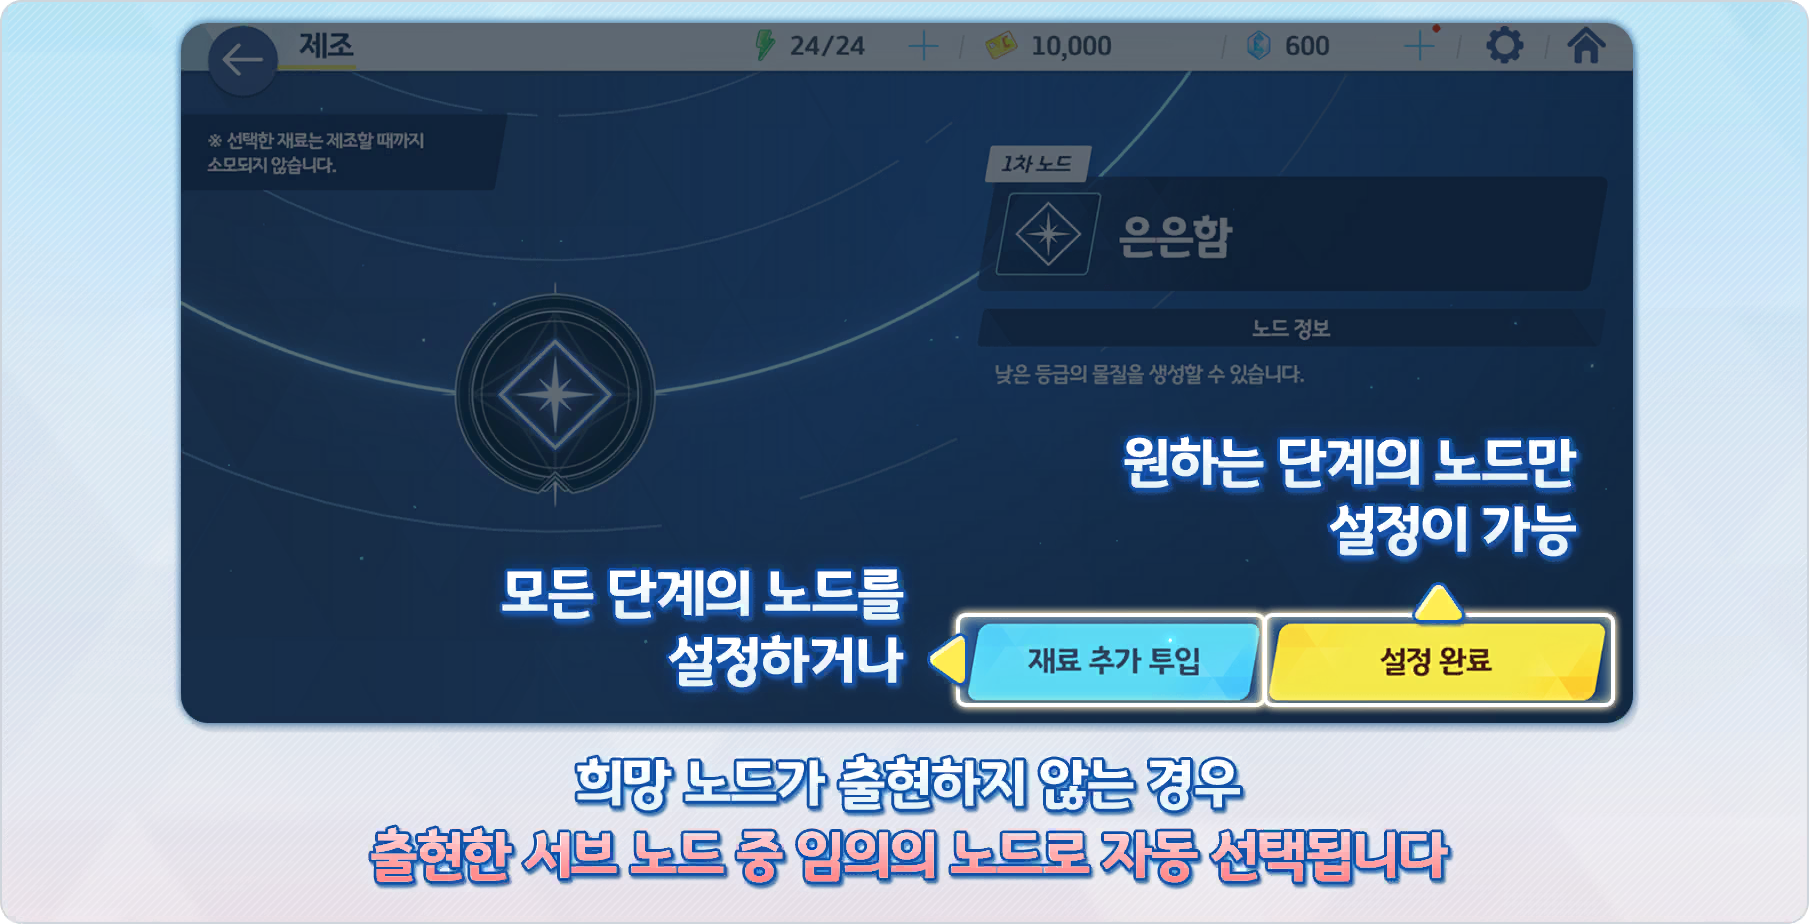 제조
24/24
10,000
600
※ 선택한 재료는 제조할 때까지
소모되지 않습니다.
1차 노드
은은함
노드 정보
낮은 등급의 물질을 생성할 수 있습니다.
원하는 단계의 노드만
설정이 가능
모든 단계의 노드를
설정하거나
재료 추가 투입
설정 완료
희망 노드가 출현하지 않는 경우
출현한 서브 노드 중 임의의 노드로 자동 선택됩니다